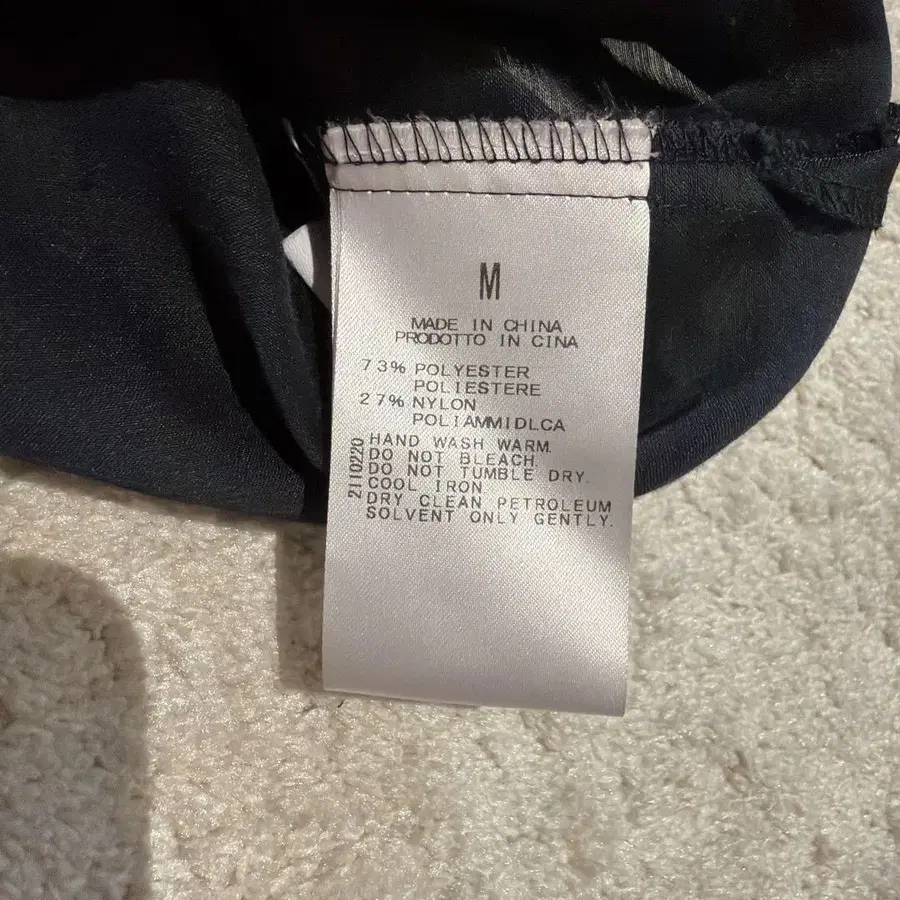 M
MADE IN CHINA
PRODOTTO IN CINA
73% POLYESTER
POLIESTERE
27% NYLON
POLIAMMIDLCA
HAND WASH WARM.
DO NOT BLEACH.
DO NOT TUMBLE DRY.
COOL IRON
DRY CLEAN PETROLEUM
SOLVENT ONLY GENTLY.
2110220